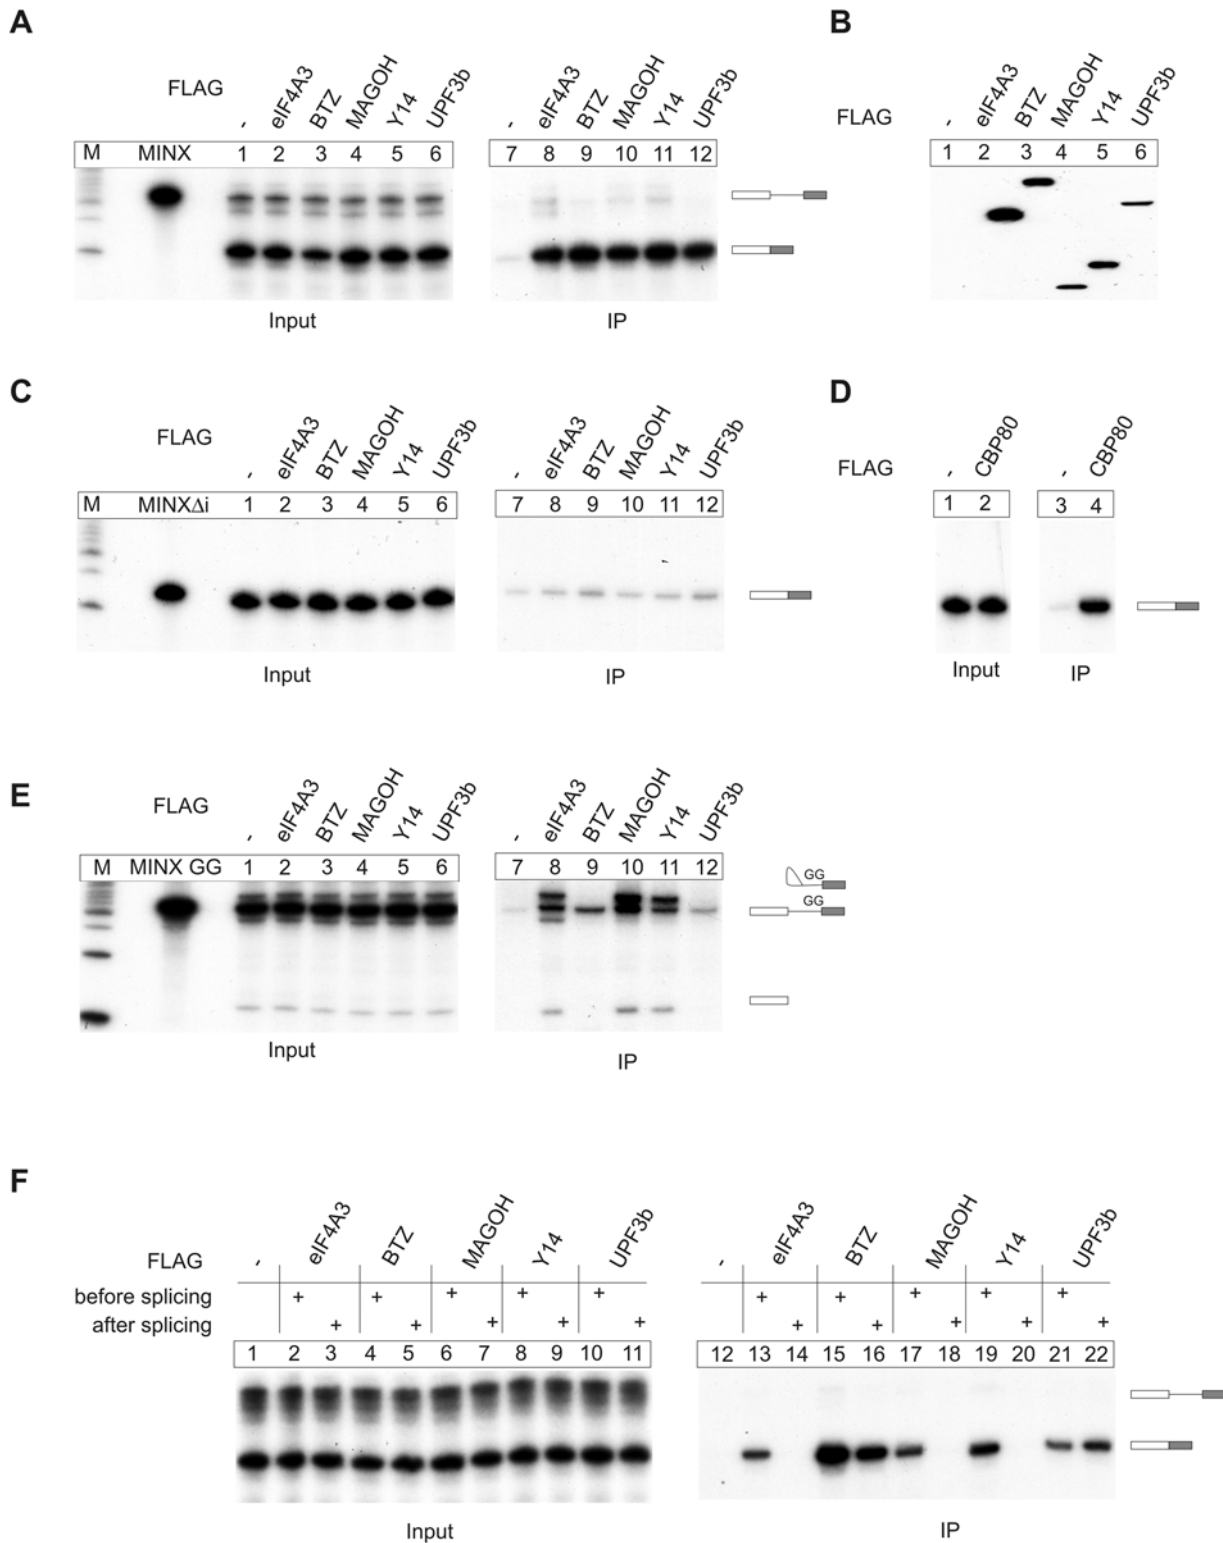 A
FLAG - eIF4A3 BTZ MAGOH Y14 UPF3b eIF4A3 BTZ MAGOH Y14 UPF3b
M MINX 1 2 3 4 5 6 7 8 9 10 11 12
Input IP
B
FLAG - eIF4A3 BTZ MAGOH Y14 UPF3b
1 2 3 4 5 6
C
FLAG - eIF4A3 BTZ MAGOH Y14 UPF3b - eIF4A3 BTZ MAGOH Y14 UPF3b
M MINXΔi 1 2 3 4 5 6 7 8 9 10 11 12
Input IP
D
FLAG - CBP80 - CBP80
1 2 3 4
Input IP
E
FLAG - eIF4A3 BTZ MAGOH Y14 UPF3b - eIF4A3 BTZ MAGOH Y14 UPF3b
M MINX GG 1 2 3 4 5 6 7 8 9 10 11 12
GG
GG
Input IP
F
FLAG - eIF4A3 BTZ MAGOH Y14 UPF3b - eIF4A3 BTZ MAGOH Y14 UPF3b
before splicing + + + + + + + + + +
after splicing + + + + + + + + + +
1 2 3 4 5 6 7 8 9 10 11 12 13 14 15 16 17 18 19 20 21 22
Input IP